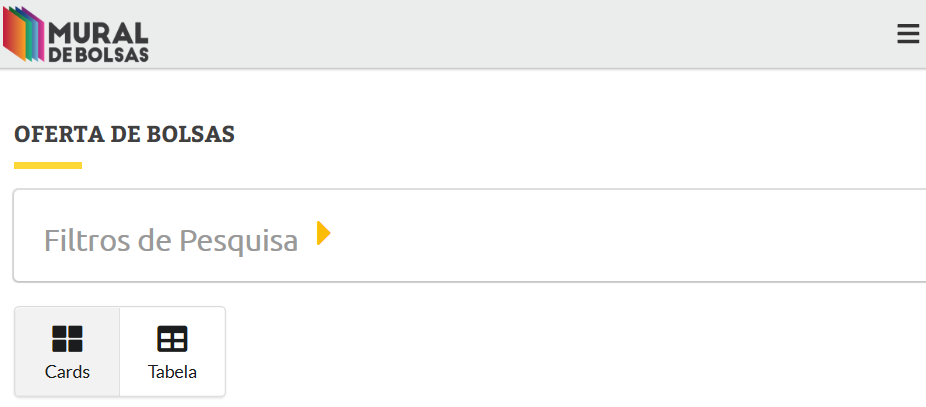 MURAL
DE BOLSAS
OFERTA DE BOLSAS
Filtros de Pesquisa
Cards
Tabela